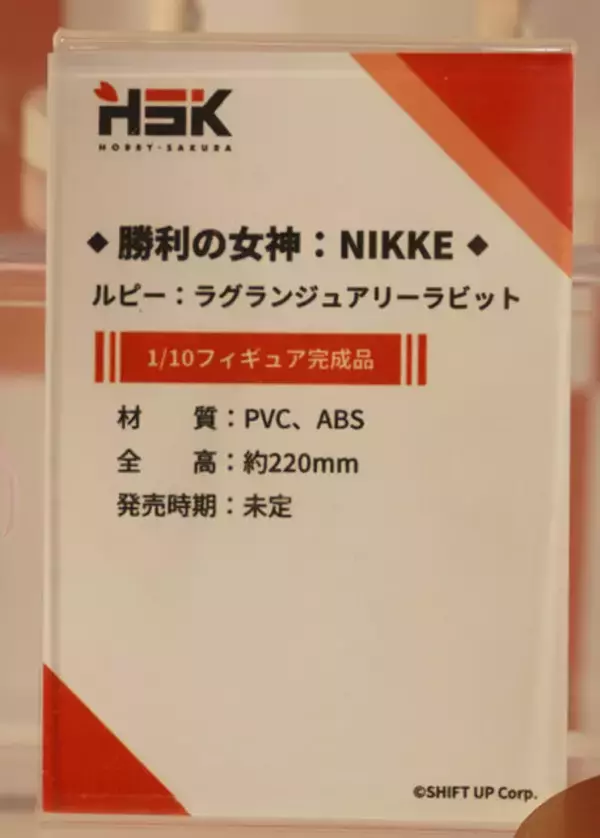 HSK
HOBBY-SAKURA
◆ 勝利の女神：NIKKE ◆
ルピー：ラグランジュアリーラビット
1/10フィギュア完成品
材　　質：PVC、ABS
全　　高：約220mm
発売時期：未定
©SHIFT UP Corp.